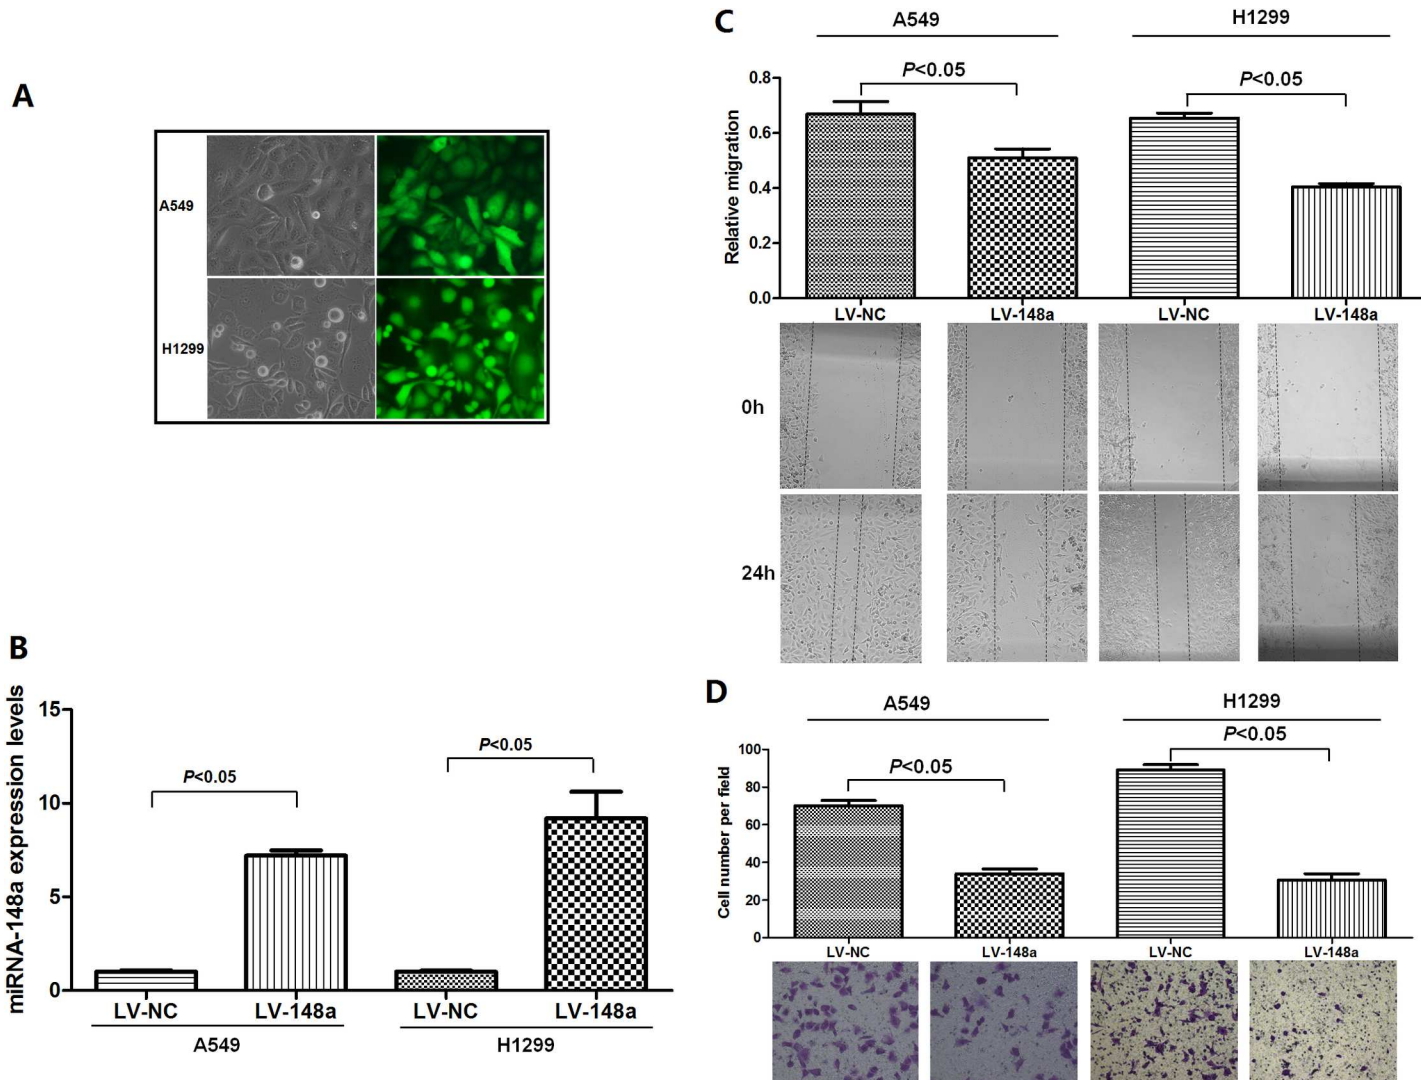 A
A549
H1299
B
miRNA-148a expression levels
15
10
5
0
P<0.05
P<0.05
LV-NC
LV-148a
LV-NC
LV-148a
A549
H1299
C
A549
H1299
Relative migration
0.8
0.6
0.4
0.2
0.0
P<0.05
P<0.05
LV-NC
LV-148a
LV-NC
LV-148a
0h
24h
D
A549
H1299
Cell number per field
100
80
60
40
20
0
P<0.05
P<0.05
LV-NC
LV-148a
LV-NC
LV-148a